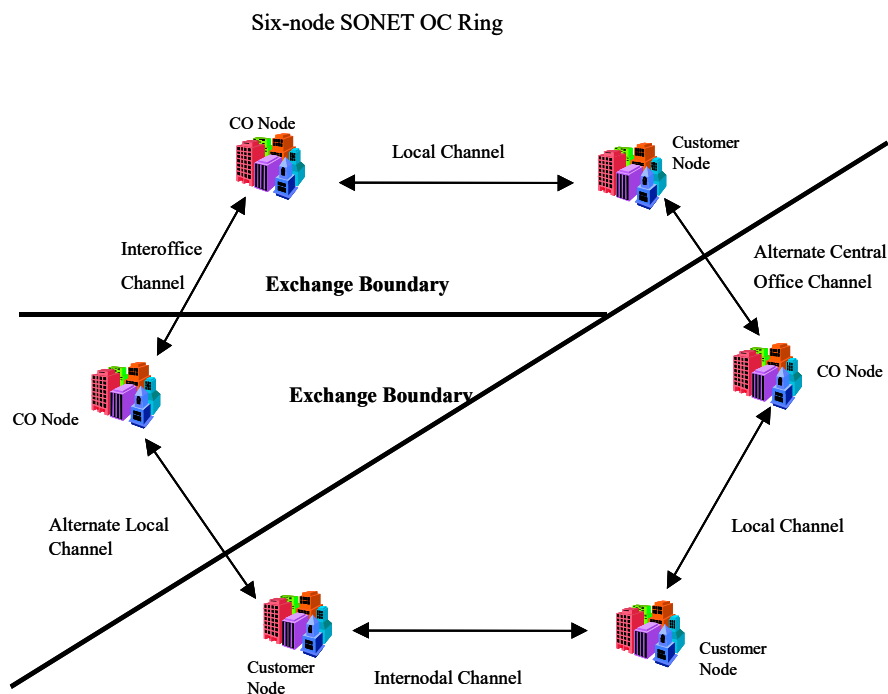 Six-node SONET OC Ring
CO Node
Local Channel
Customer
Node
Interoffice
Channel
Alternate Central
Office Channel
Exchange Boundary
Exchange Boundary
CO Node
CO Node
Alternate Local
Channel
Local Channel
Customer
Node
Internodal Channel
Customer
Node